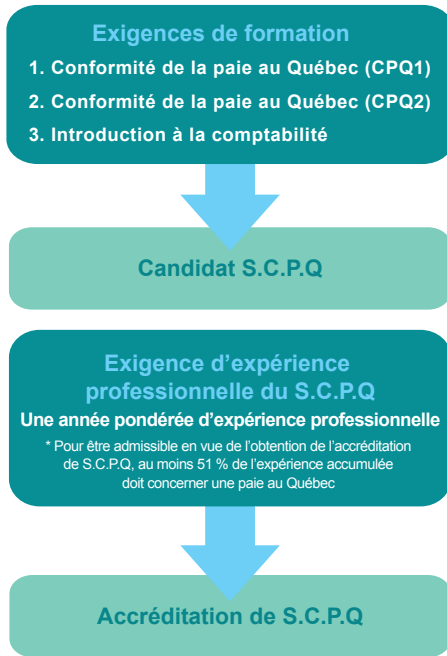 Exigences de formation
1. Conformité de la paie au Québec (CPQ1)
2. Conformité de la paie au Québec (CPQ2)
3. Introduction à la comptabilité
Candidat S.C.P.Q
Exigence d’expérience
professionnelle du S.C.P.Q
Une année pondérée d’expérience professionnelle
* Pour être admissible en vue de l’obtention de l’accréditation
de S.C.P.Q, au moins 51 % de l’expérience accumulée
doit concerner une paie au Québec
Accréditation de S.C.P.Q